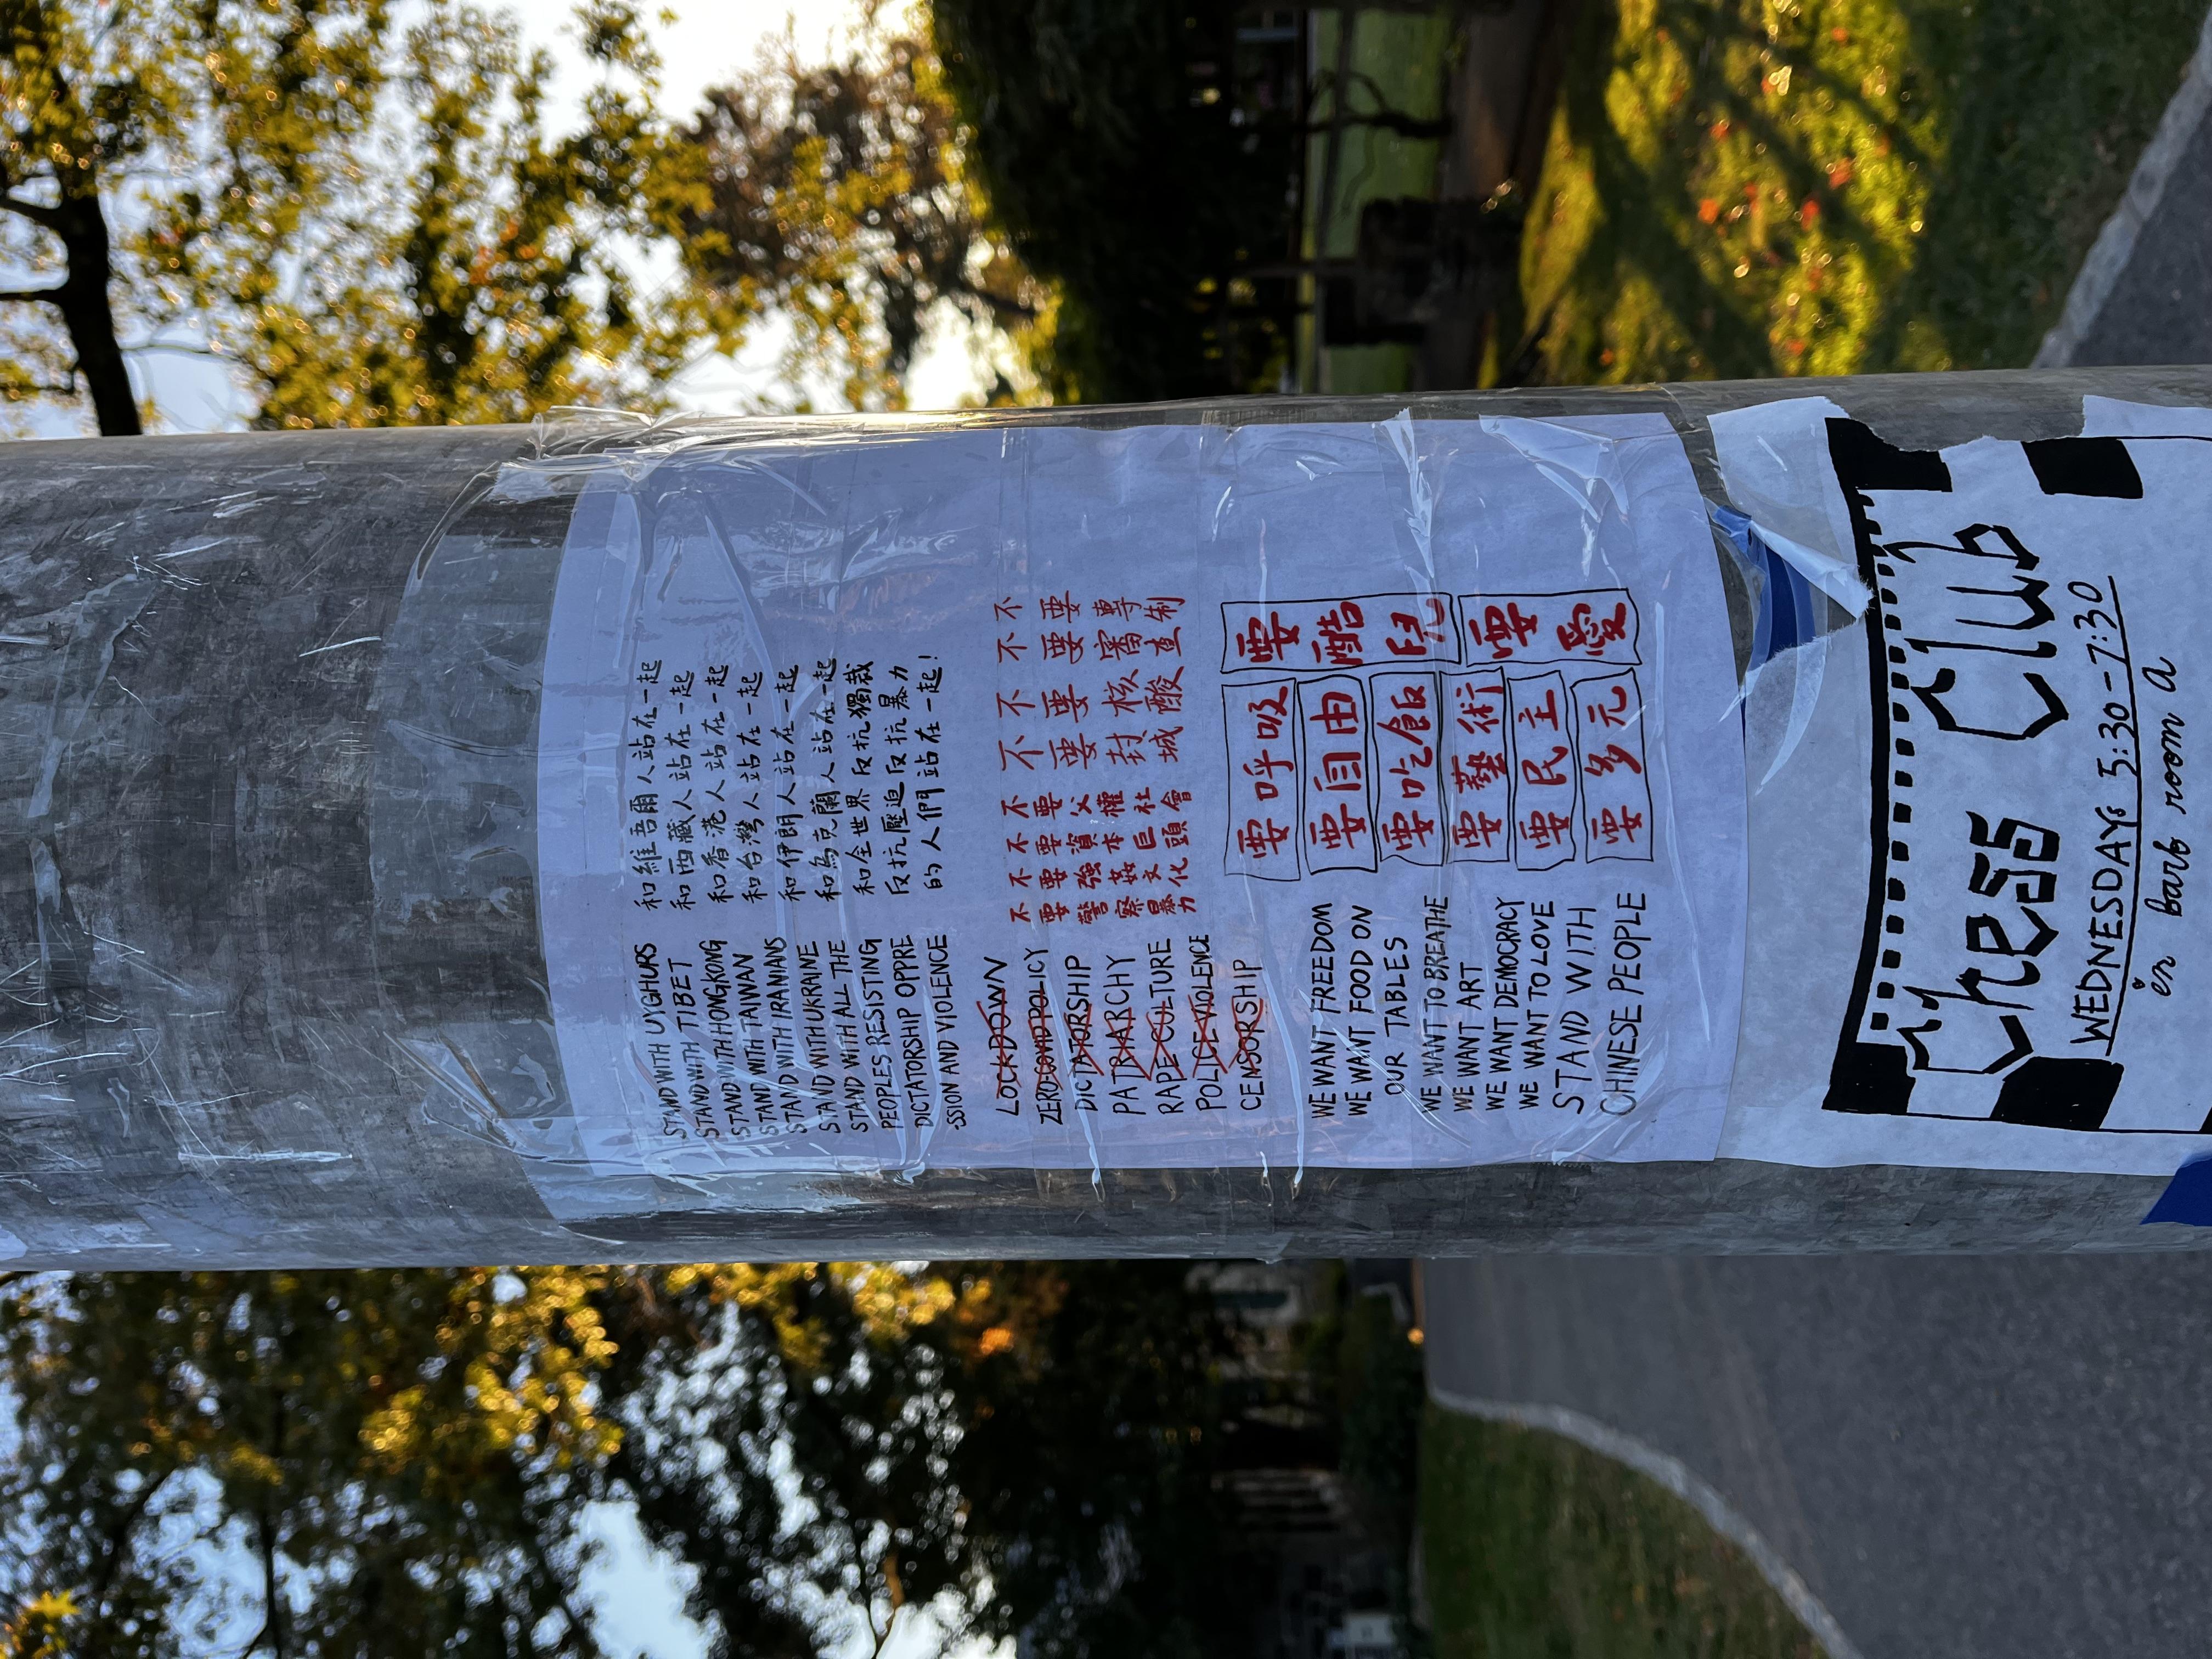 STAND WITH UYGHURS
STAND WITH TIBET
STAND WITH HONGKONG
STAND WITH TAIWAN
STAND WITH IRANIANS
STAND WITH UKRAINE
STAND WITH ALL THE
PEOPLES RESISTING
DICTATORSHIP OPPRE
-SSION AND VIOLENCE
和維吾爾人站在一起
和西藏人站在一起
和香港人站在一起
和台灣人站在一起
和伊朗人站在一起
和烏克蘭人站在一起
和全世界反抗獨裁
反抗壓迫反抗暴力
的人們站在一起!
LOCKDOWN
ZERO-COVID POLICY
DICTATORSHIP
PATRIARCHY
RAPE CULTURE
POLICE VIOLENCE
CENSORSHIP
不要專制
不要審查
不要核酸
不要封城
不要父權社會
不要資本巨頭
不要強姦文化
不要警察暴力
WE WANT FREEDOM
WE WANT FOOD ON
OUR TABLES
WE WANT TO BREATHE
WE WANT ART
WE WANT DEMOCRACY
WE WANT TO LOVE
STAND WITH
CHINESE PEOPLE
要呼吸
要自由
要吃飯
要藝術
要民主
要多元
要酷兒
要愛
Chess Club
WEDNESDAYS 5:30-7:30
in barb room a